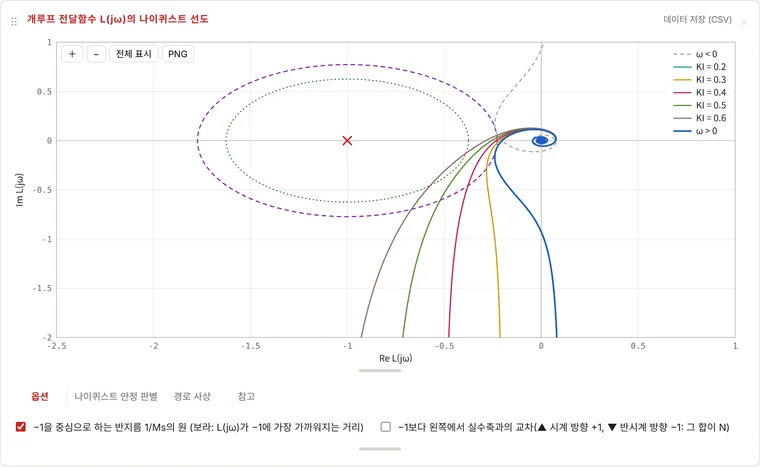 개루프 전달함수 L(jω)의 나이퀴스트 선도
데이터 저장 (CSV)
+ − 전체 표시 PNG
ω < 0
KI = 0.2
KI = 0.3
KI = 0.4
KI = 0.5
KI = 0.6
ω > 0
1
0.5
0
-0.5
-1
-1.5
-2
Im L(jω)
-2.5 -2 -1.5 -1 -0.5 0 0.5 1
Re L(jω)
옵션 나이퀴스트 안정 판별 경로 사상 참고
−1을 중심으로 하는 반지름 1/Ms의 원 (보라: L(jω)가 −1에 가장 가까워지는 거리)
−1보다 왼쪽에서 실수축과의 교차(▲ 시계 방향 +1, ▼ 반시계 방향 −1: 그 합이 N)